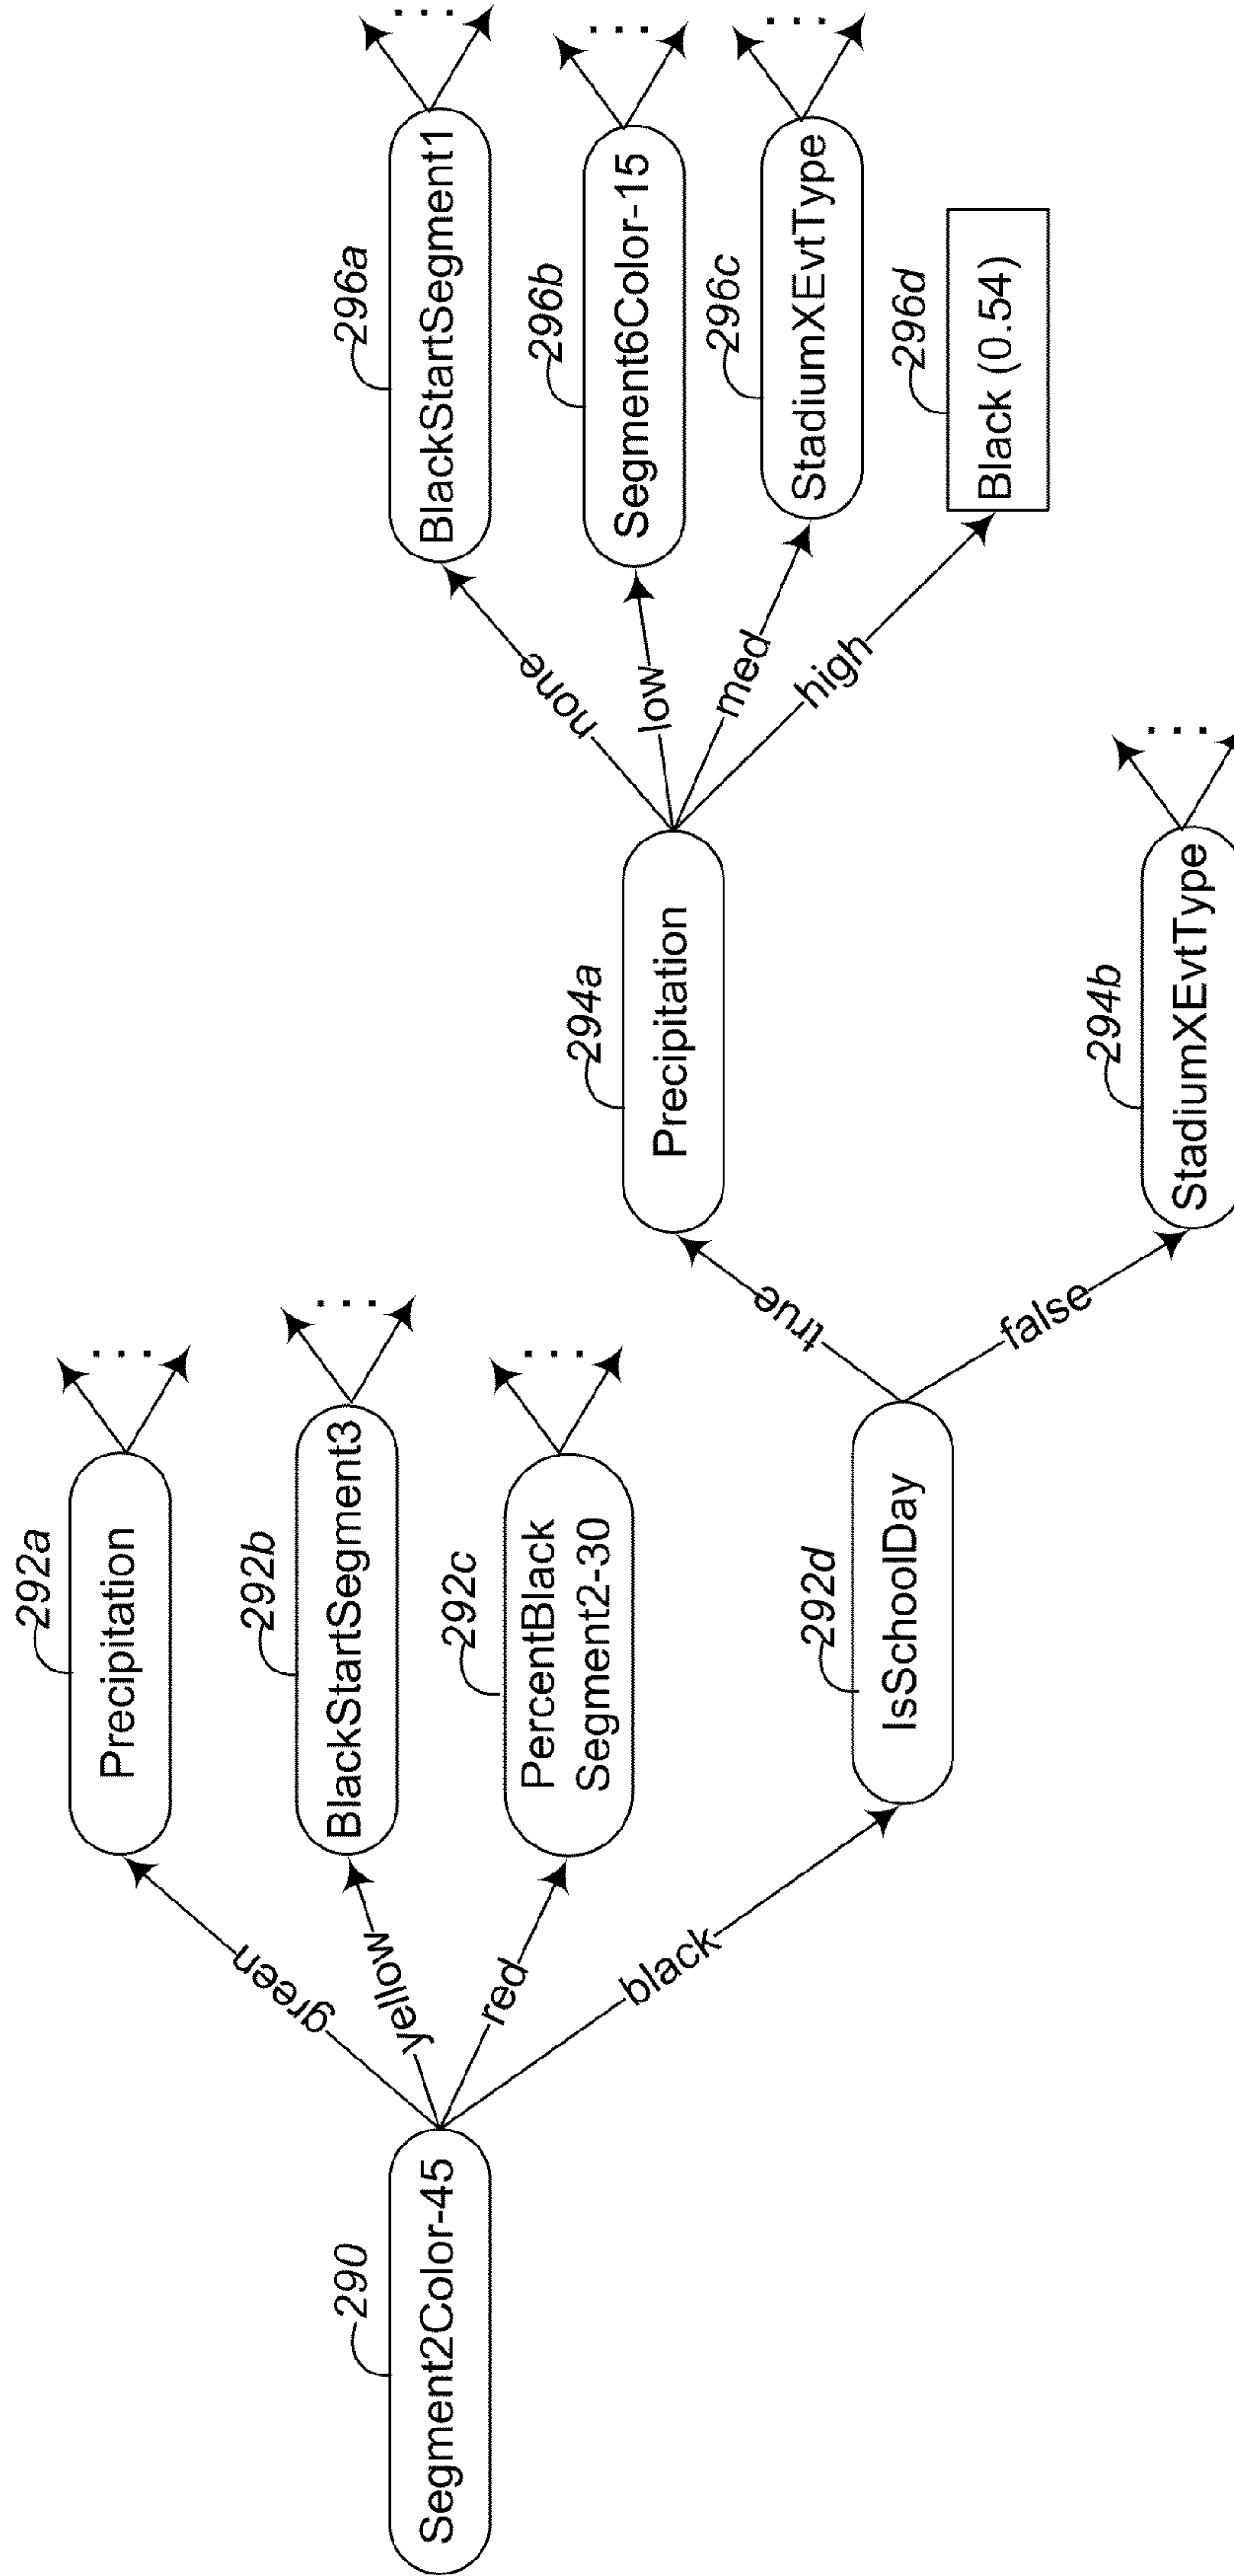 290
Segment2Color-45
green
yellow
red
black
292a
Precipitation
...
292b
BlackStartSegment3
...
292c
PercentBlack
Segment2-30
...
292d
IsSchoolDay
true
false
294a
Precipitation
none
low
med
high
294b
StadiumXEvtType
...
296a
BlackStartSegment1
...
296b
Segment6Color-15
...
296c
StadiumXEvtType
...
296d
Black (0.54)